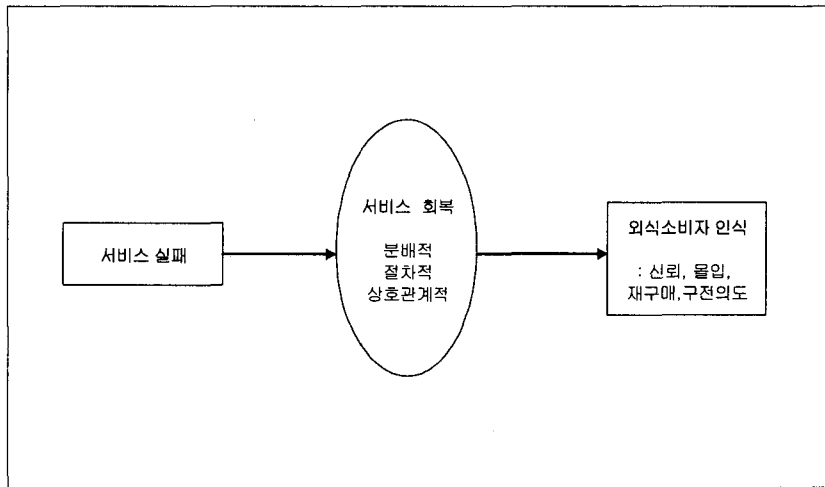 서비스 실패
서비스 회복
분배적
절차적
상호관계적
외식소비자 인식
: 신뢰, 몰입,
재구매,구전의도